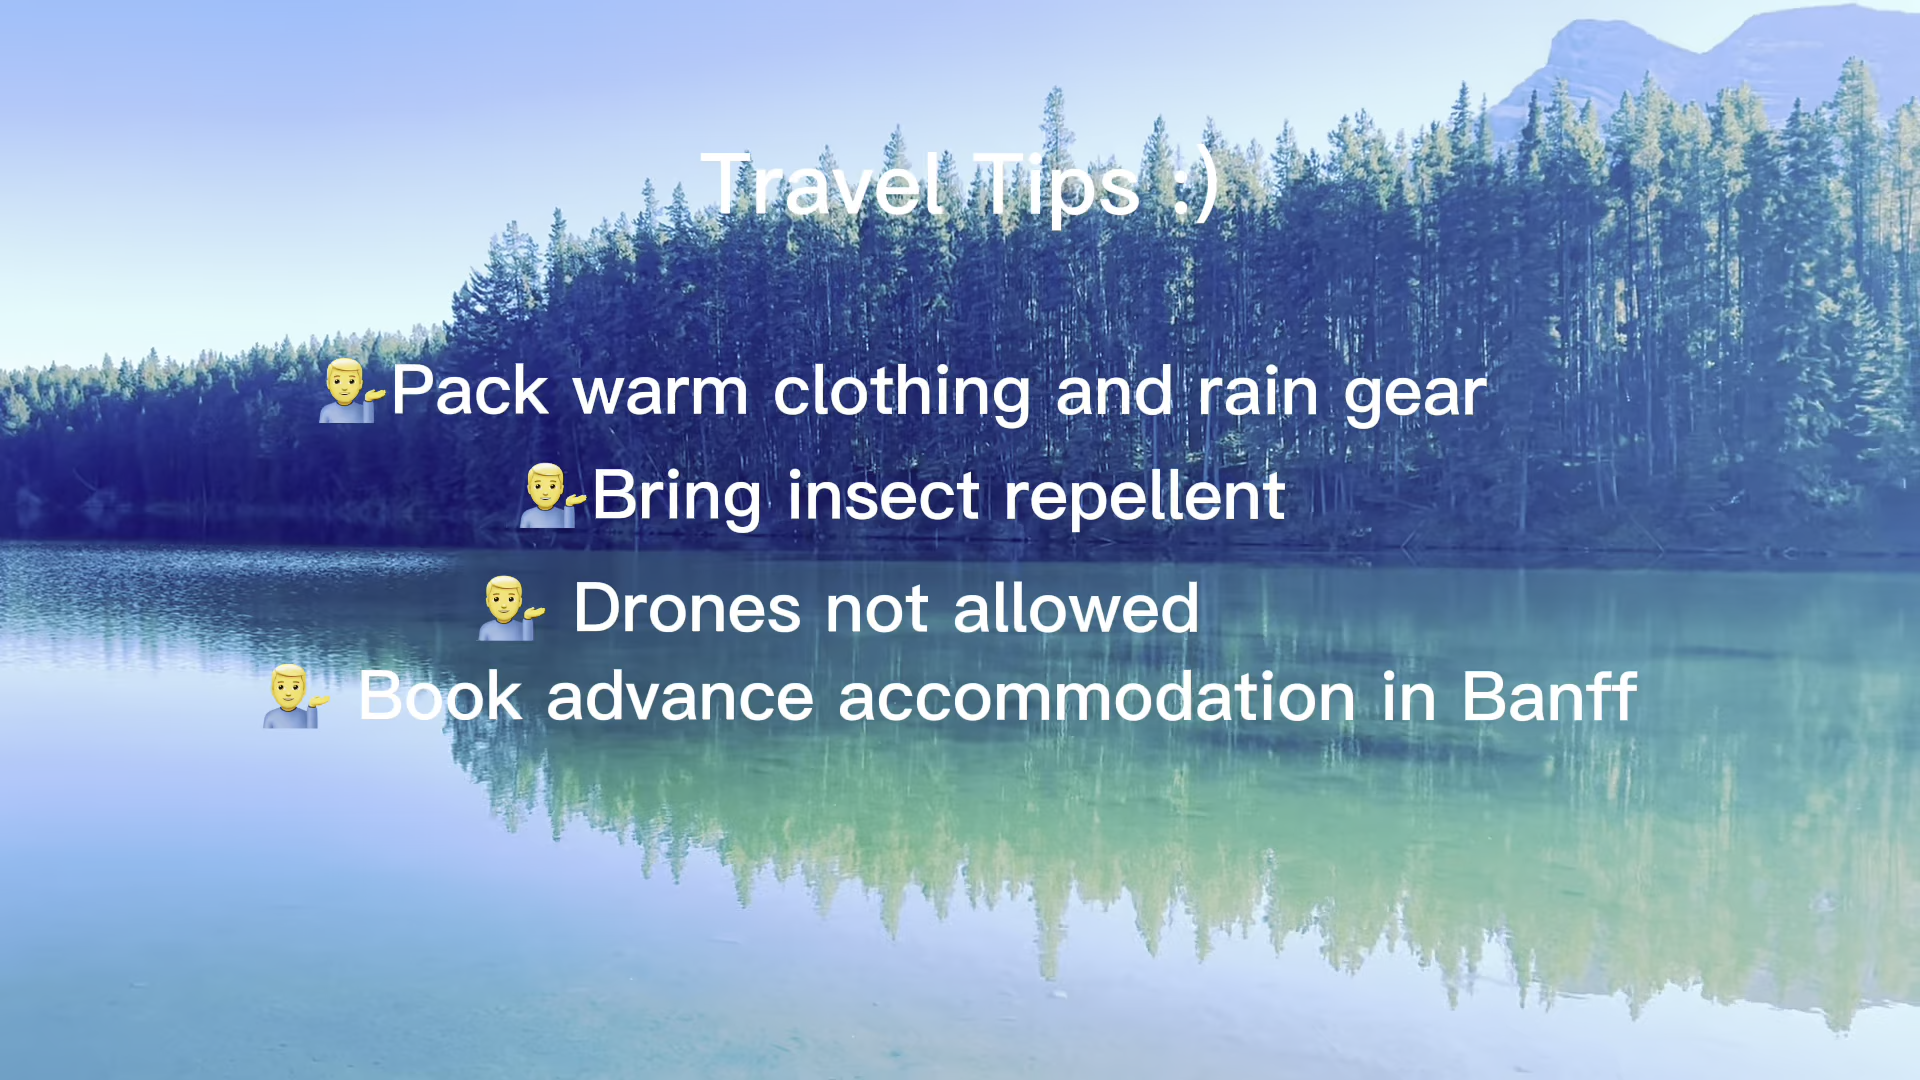 Travel Tips :)
💁‍♂️Pack warm clothing and rain gear
💁‍♂️Bring insect repellent
💁‍♂️ Drones not allowed
💁‍♂️ Book advance accommodation in Banff